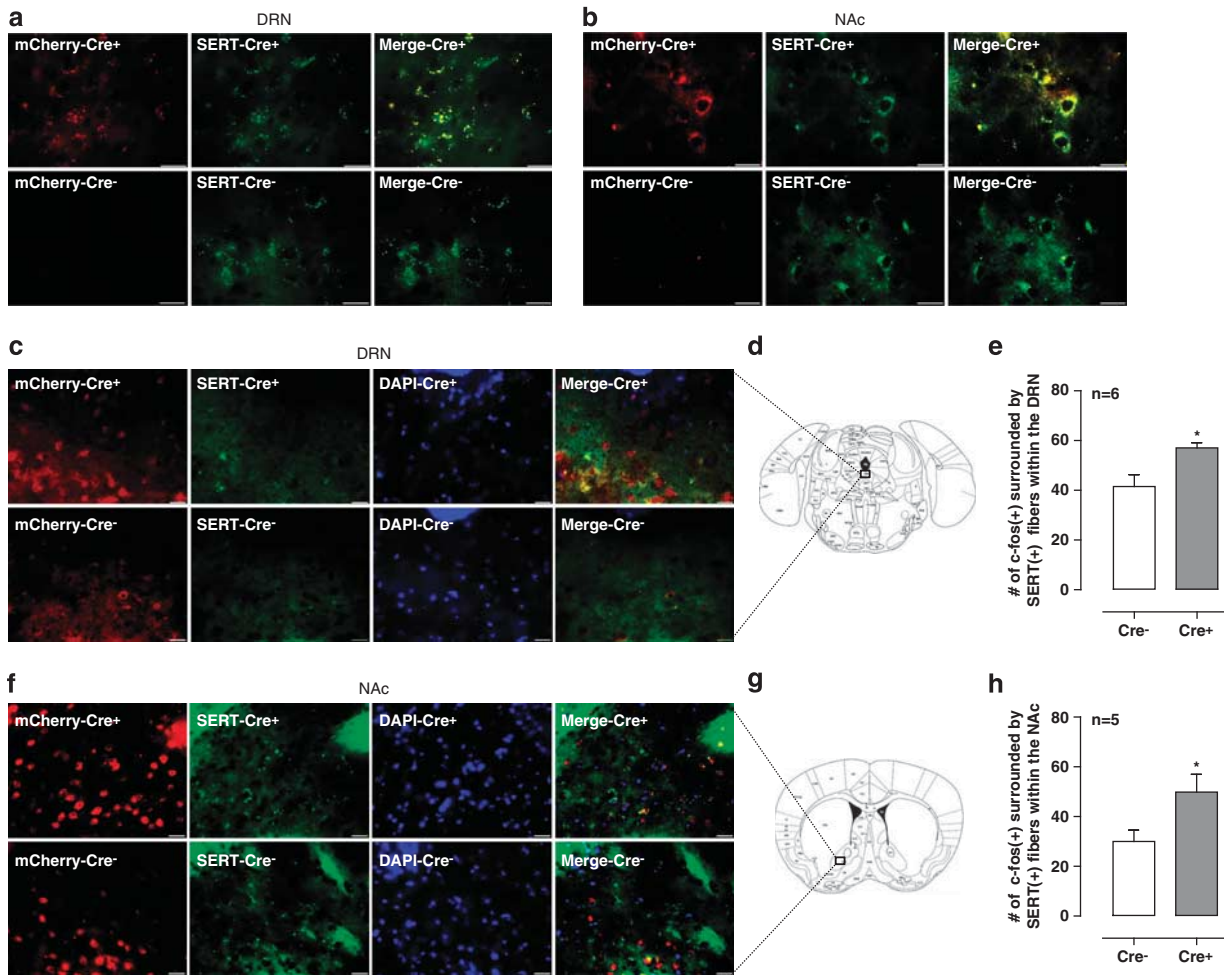 a
DRN
mCherry-Cre+
SERT-Cre+
Merge-Cre+
mCherry-Cre-
SERT-Cre-
Merge-Cre-
b
NAc
mCherry-Cre+
SERT-Cre+
Merge-Cre+
mCherry-Cre-
SERT-Cre-
Merge-Cre-
c
DRN
mCherry-Cre+
SERT-Cre+
DAPI-Cre+
Merge-Cre+
mCherry-Cre-
SERT-Cre-
DAPI-Cre-
Merge-Cre-
d
e
# of c-fos(+) surrounded by
SERT(+) fibers within the DRN
80
60
40
20
0
n=6
*
Cre-
Cre+
f
NAc
mCherry-Cre+
SERT-Cre+
DAPI-Cre+
Merge-Cre+
mCherry-Cre-
SERT-Cre-
DAPI-Cre-
Merge-Cre-
g
h
# of c-fos(+) surrounded by
SERT(+) fibers within the NAc
80
60
40
20
0
n=5
*
Cre-
Cre+